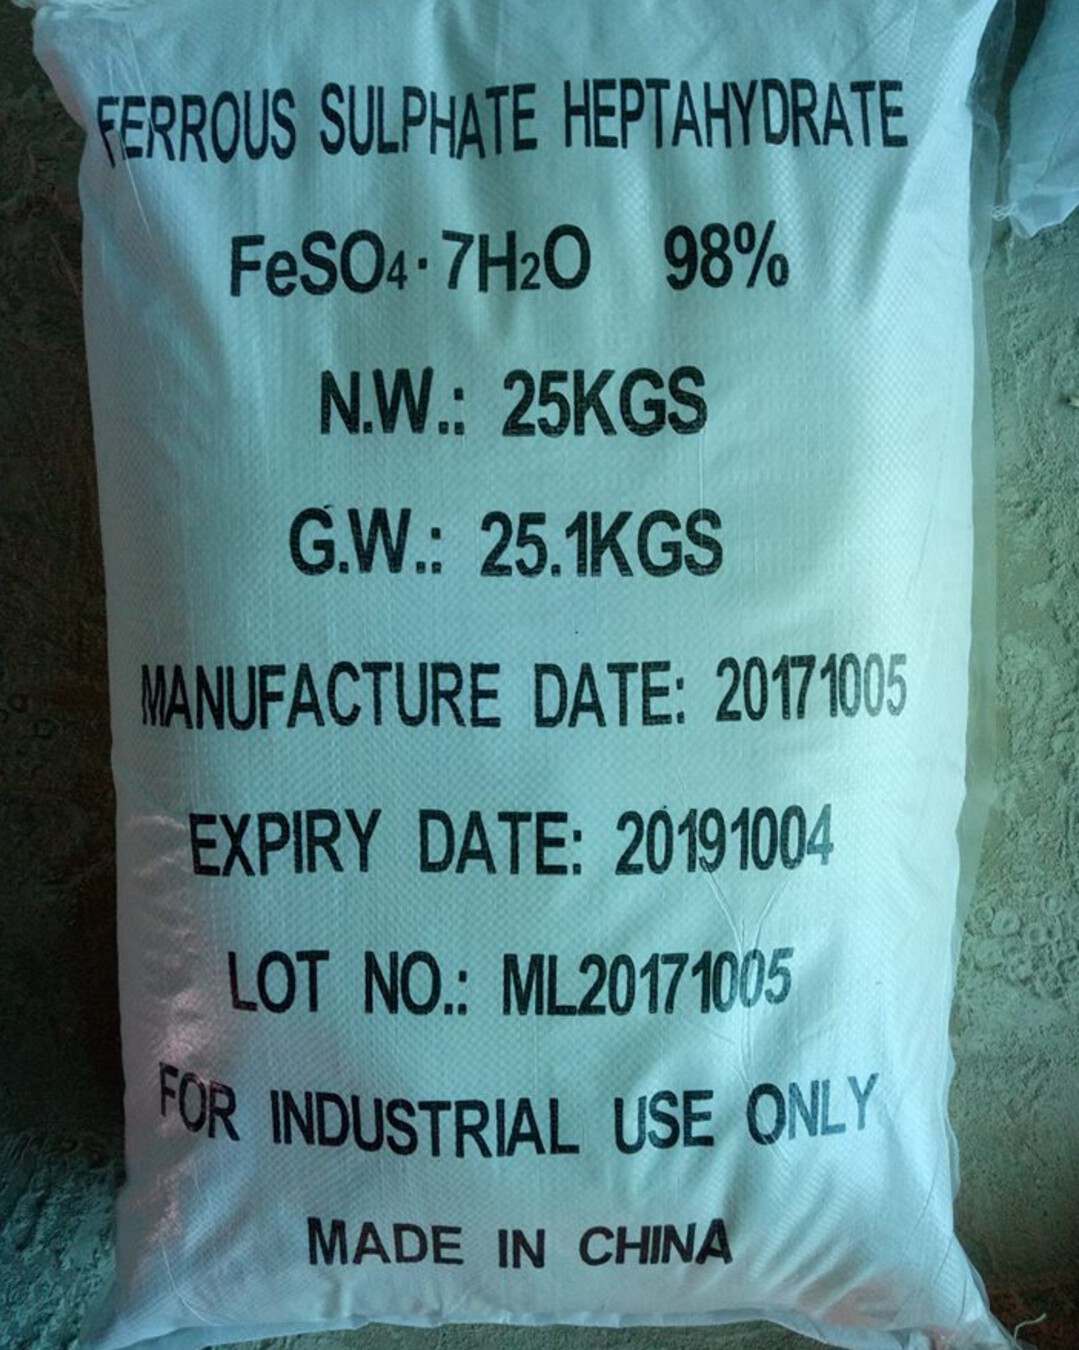 FERROUS SULPHATE HEPTAHYDRATE
FeSO4·7H2O 98%
N.W.: 25KGS
G.W.: 25.1KGS
MANUFACTURE DATE: 20171005
EXPIRY DATE: 20191004
LOT NO.: ML20171005
FOR INDUSTRIAL USE ONLY
MADE IN CHINA